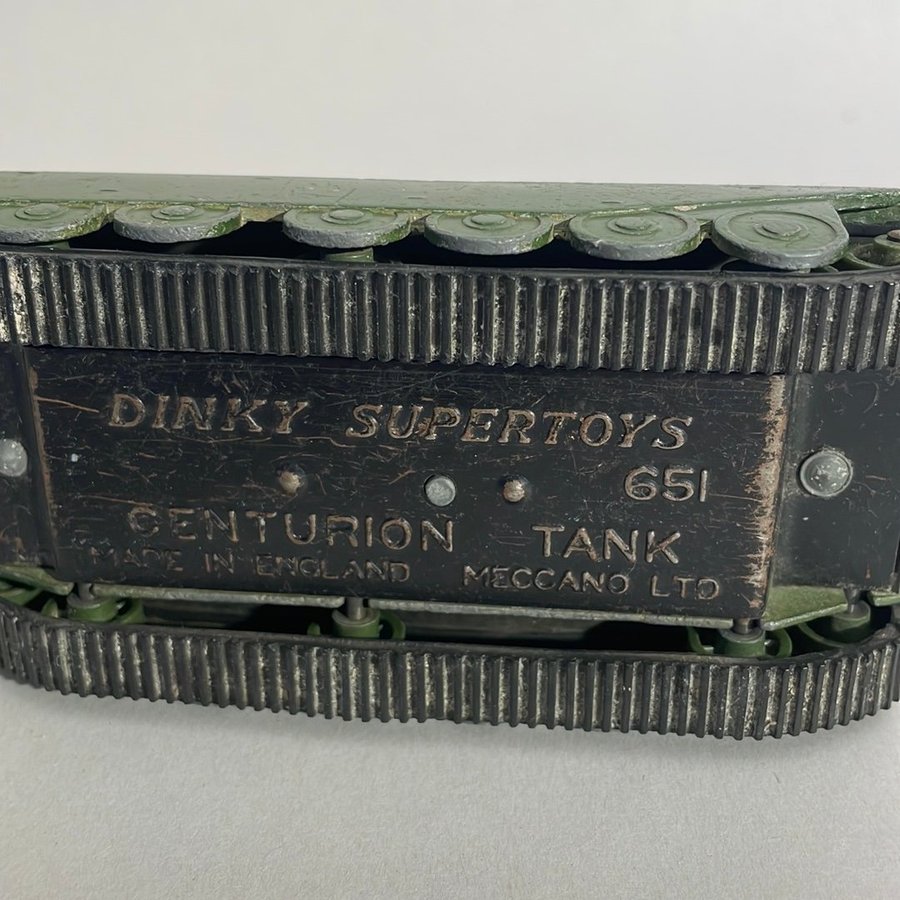 DINKY SUPERTOYS
651
CENTURION TANK
MADE IN ENGLAND MECCANO LTD